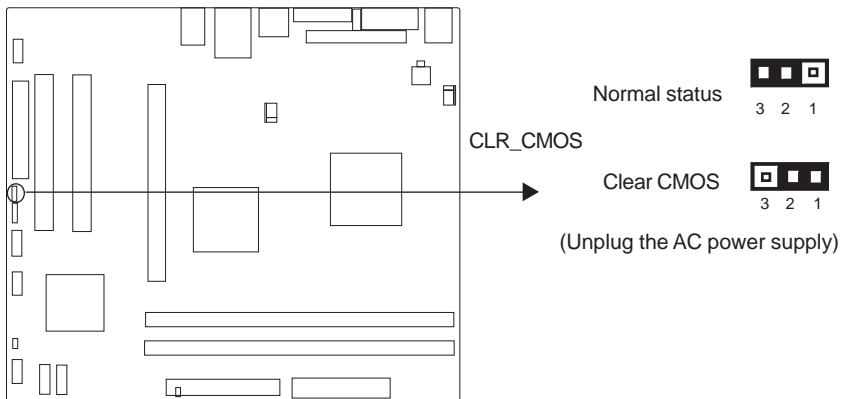 Normal status
3 2 1
CLR_CMOS
Clear CMOS
3 2 1
(Unplug the AC power supply)